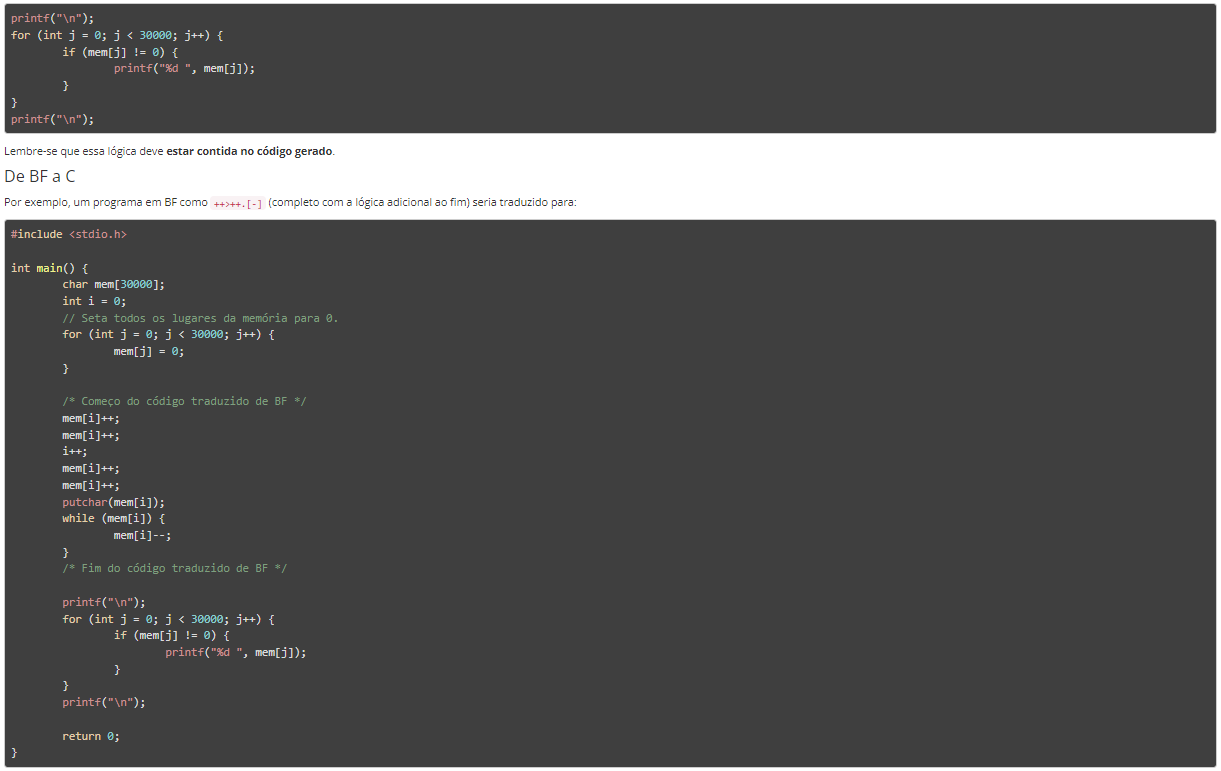 printf("\n");
for (int j = 0; j < 30000; j++) {
        if (mem[j] != 0) {
                printf("%d ", mem[j]);
        }
}
printf("\n");
Lembre-se que essa lógica deve estar contida no código gerado.
De BF a C
Por exemplo, um programa em BF como ++>++.[-] (completo com a lógica adicional ao fim) seria traduzido para:
#include <stdio.h>

int main() {
        char mem[30000];
        int i = 0;
        // Seta todos os lugares da memória para 0.
        for (int j = 0; j < 30000; j++) {
                mem[j] = 0;
        }

        /* Começo do código traduzido de BF */
        mem[i]++;
        mem[i]++;
        i++;
        mem[i]++;
        mem[i]++;
        putchar(mem[i]);
        while (mem[i]) {
                mem[i]--;
        }
        /* Fim do código traduzido de BF */

        printf("\n");
        for (int j = 0; j < 30000; j++) {
                if (mem[j] != 0) {
                        printf("%d ", mem[j]);
                }
        }
        printf("\n");

        return 0;
}